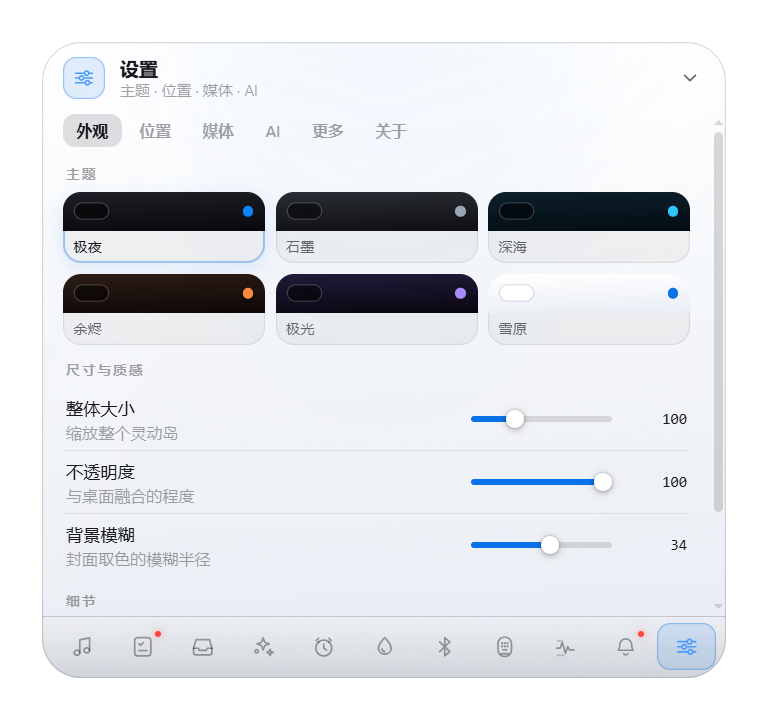 设置
主题 · 位置 · 媒体 · AI
外观 位置 媒体 AI 更多 关于
主题
极夜 石墨 深海
余烬 极光 雪原
尺寸与质感
整体大小
缩放整个灵动岛
100
不透明度
与桌面融合的程度
100
背景模糊
封面取色的模糊半径
34
细节